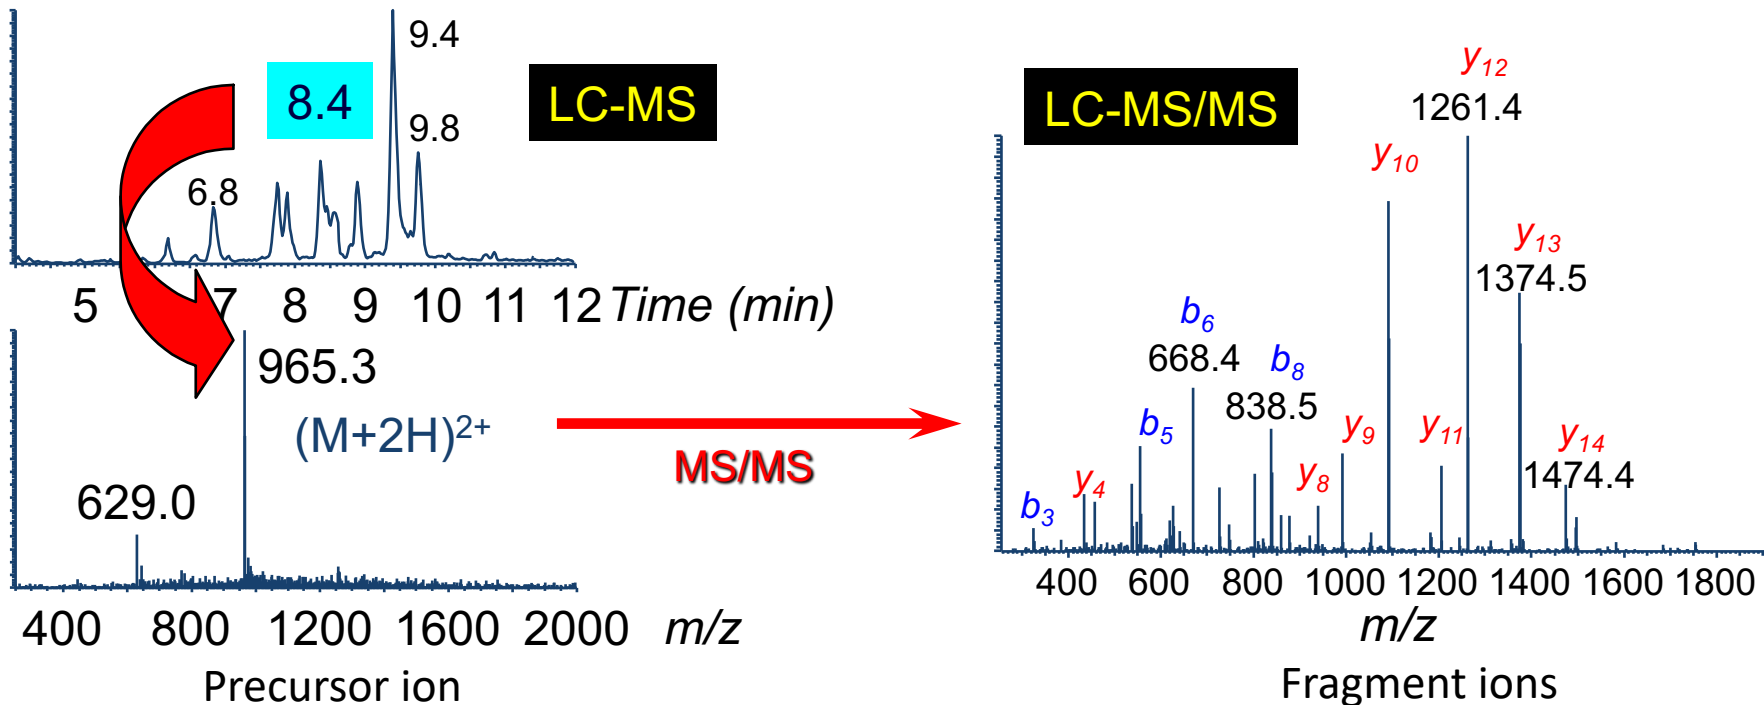 9.4
8.4
LC-MS
9.8
6.8
5 7 8 9 10 11 12 Time (min)
965.3
(M+2H)2+
629.0
400 800 1200 1600 2000 m/z
Precursor ion
MS/MS
LC-MS/MS
y12
1261.4
y10
y13
1374.5
b6
668.4
b8
838.5
b5
y9
y11
y14
1474.4
y4
y8
b3
400 600 800 1000 1200 1400 1600 1800
m/z
Fragment ions